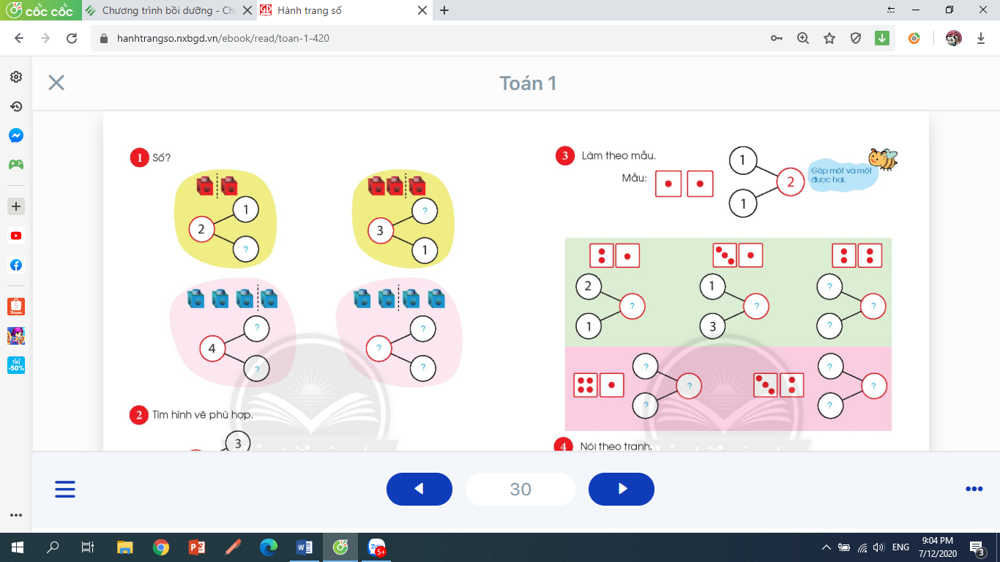 cốc cốc
Chương trình bồi dưỡng - Ch
Hành trang số
hanhtrangso.nxbgd.vn/ebook/read/toan-1-420
Toán 1
1 Số?
2
1
?
3
?
1
4
?
?
?
?
?
2 Tìm hình vẽ phù hợp.
3
3 Làm theo mẫu.
Mẫu:
1
1
2
Gộp một và một
được hai.
2
1
?
1
3
?
?
?
?
?
?
?
?
?
?
4 Nói theo tranh.
30
Shopee
TIKI
-50%
Zalo
5+
ENG
9:04 PM
7/12/2020
3